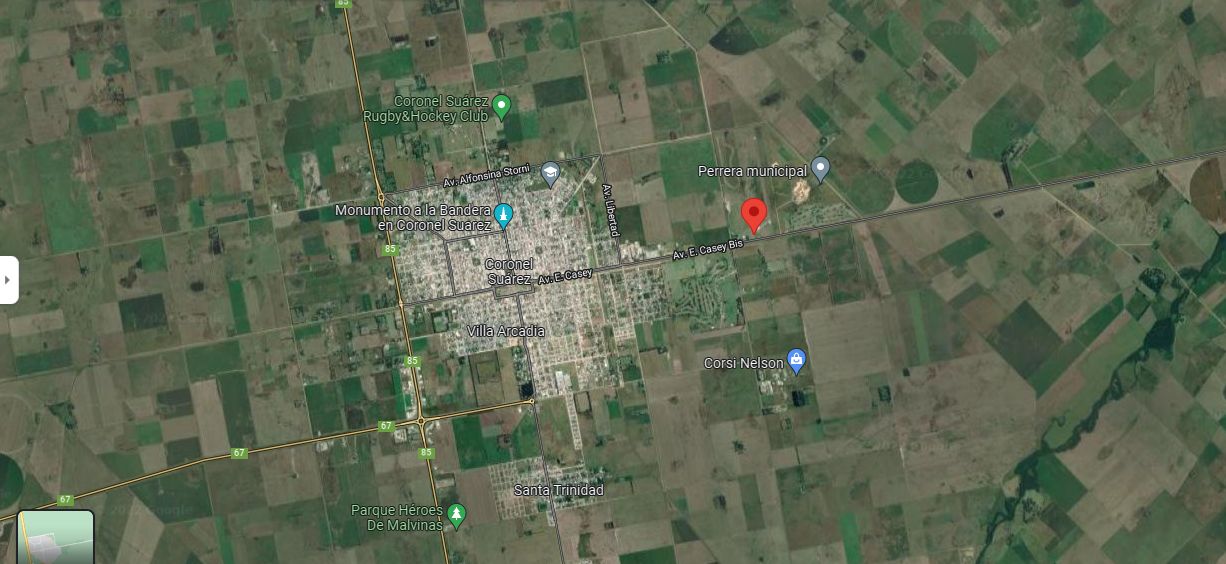 85
Coronel Suárez
Rugby&Hockey Club
Av. Alfonsina Storni
Perrera municipal
Av. Libertad
Monumento a la Bandera
en Coronel Suárez
85
Av. E. Casey Bis
Coronel
Suárez
Av. E. Casey
Villa Arcadia
85
Corsi Nelson
67
85
67
Santa Trinidad
67
Parque Héroes
De Malvinas